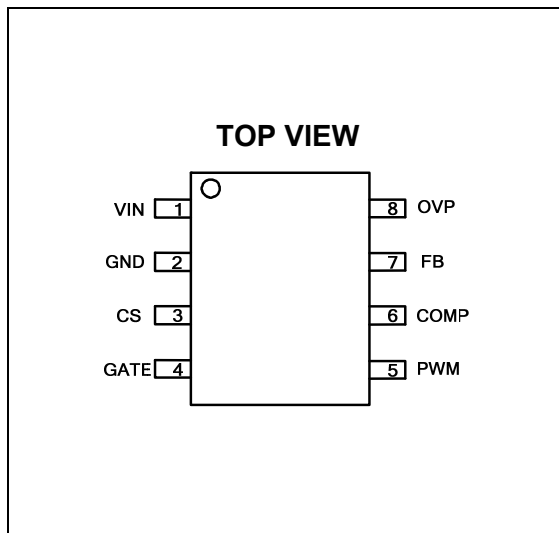 TOP VIEW
VIN 1 8 OVP
GND 2 7 FB
CS 3 6 COMP
GATE 4 5 PWM